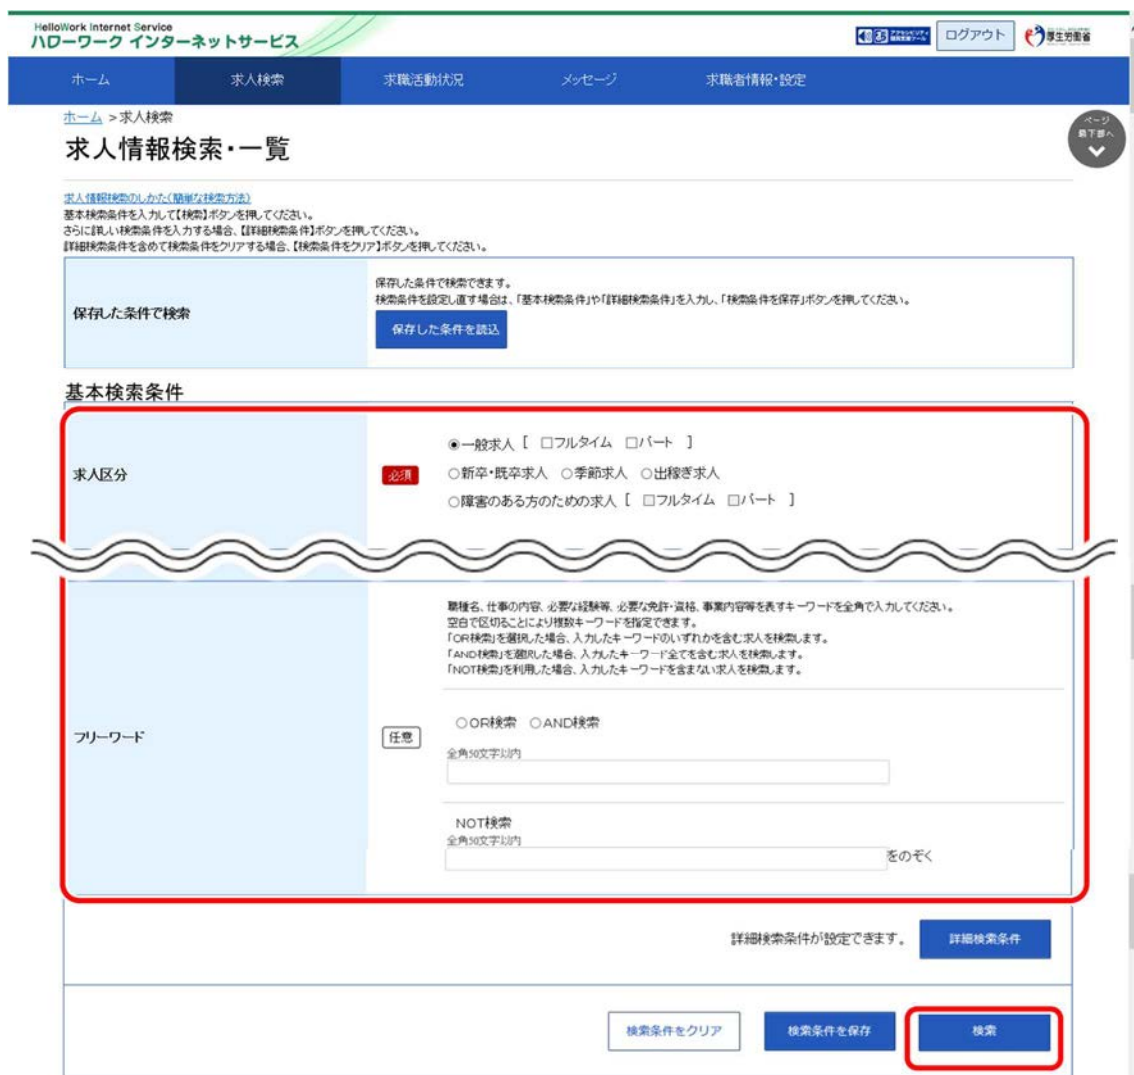 HelloWork Internet Service
ハローワーク インターネットサービス
ログアウト
厚生労働省
ホーム 求人検索 求職活動状況 メッセージ 求職者情報・設定
ホーム >求人検索
ページ
最下部へ
求人情報検索・一覧
求人情報検索のしかた(簡単な検索方法)
基本検索条件を入力して【検索】ボタンを押してください。
さらに詳しい検索条件を入力する場合、【詳細検索条件】ボタンを押してください。
詳細検索条件を含めて検索条件をクリアする場合、【検索条件をクリア】ボタンを押してください。
保存した条件で検索
保存した条件で検索できます。
検索条件を設定し直す場合は、「基本検索条件」や「詳細検索条件」を入力し、「検索条件を保存」ボタンを押してください。
保存した条件を読込
基本検索条件
求人区分 必須
◉一般求人 [ □フルタイム □パート ]
○新卒・既卒求人 ○季節求人 ○出稼ぎ求人
○障害のある方のための求人 [ □フルタイム □パート ]
職種名、仕事の内容、必要な経験等、必要な免許・資格、事業内容等を表すキーワードを全角で入力してください。
空白で区切ることにより複数キーワードを指定できます。
「OR検索」を選択した場合、入力したキーワードのいずれかを含む求人を検索します。
「AND検索」を選択した場合、入力したキーワード全てを含む求人を検索します。
「NOT検索」を利用した場合、入力したキーワードを含まない求人を検索します。
フリーワード 任意
○OR検索 ○AND検索
全角50文字以内
NOT検索
全角50文字以内
をのぞく
詳細検索条件が設定できます。 詳細検索条件
検索条件をクリア 検索条件を保存 検索